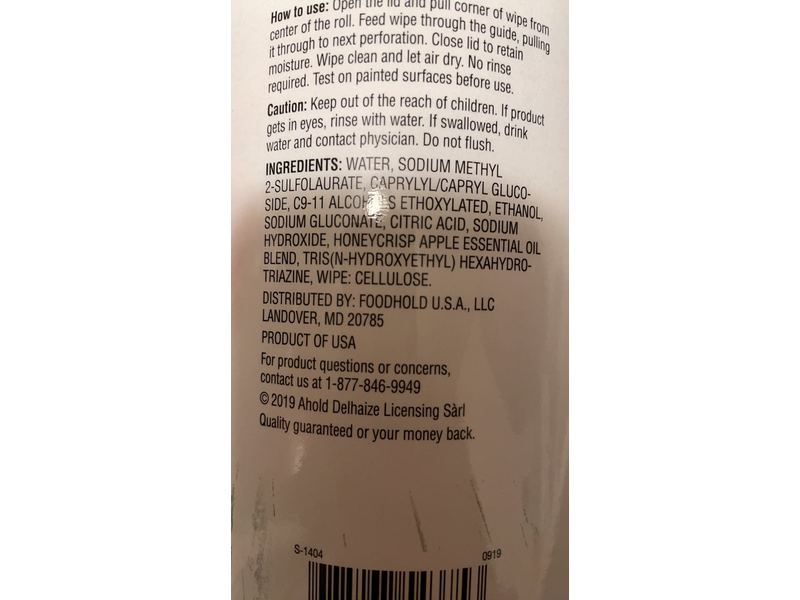 How to use: Open the lid and pull corner of wipe from
center of the roll. Feed wipe through the guide, pulling
it through to next perforation. Close lid to retain
moisture. Wipe clean and let air dry. No rinse
required. Test on painted surfaces before use.
Caution: Keep out of the reach of children. If product
gets in eyes, rinse with water. If swallowed, drink
water and contact physician. Do not flush.
INGREDIENTS: WATER, SODIUM METHYL
2-SULFOLAURATE, CAPRYLYL/CAPRYL GLUCO-
SIDE, C9-11 ALCOHOLS ETHOXYLATED, ETHANOL,
SODIUM GLUCONATE, CITRIC ACID, SODIUM
HYDROXIDE, HONEYCRISP APPLE ESSENTIAL OIL
BLEND, TRIS(N-HYDROXYETHYL) HEXAHYDRO-
TRIAZINE, WIPE: CELLULOSE.
DISTRIBUTED BY: FOODHOLD U.S.A., LLC
LANDOVER, MD 20785
PRODUCT OF USA
For product questions or concerns,
contact us at 1-877-846-9949
© 2019 Ahold Delhaize Licensing Sàrl
Quality guaranteed or your money back.
S-1404 0919